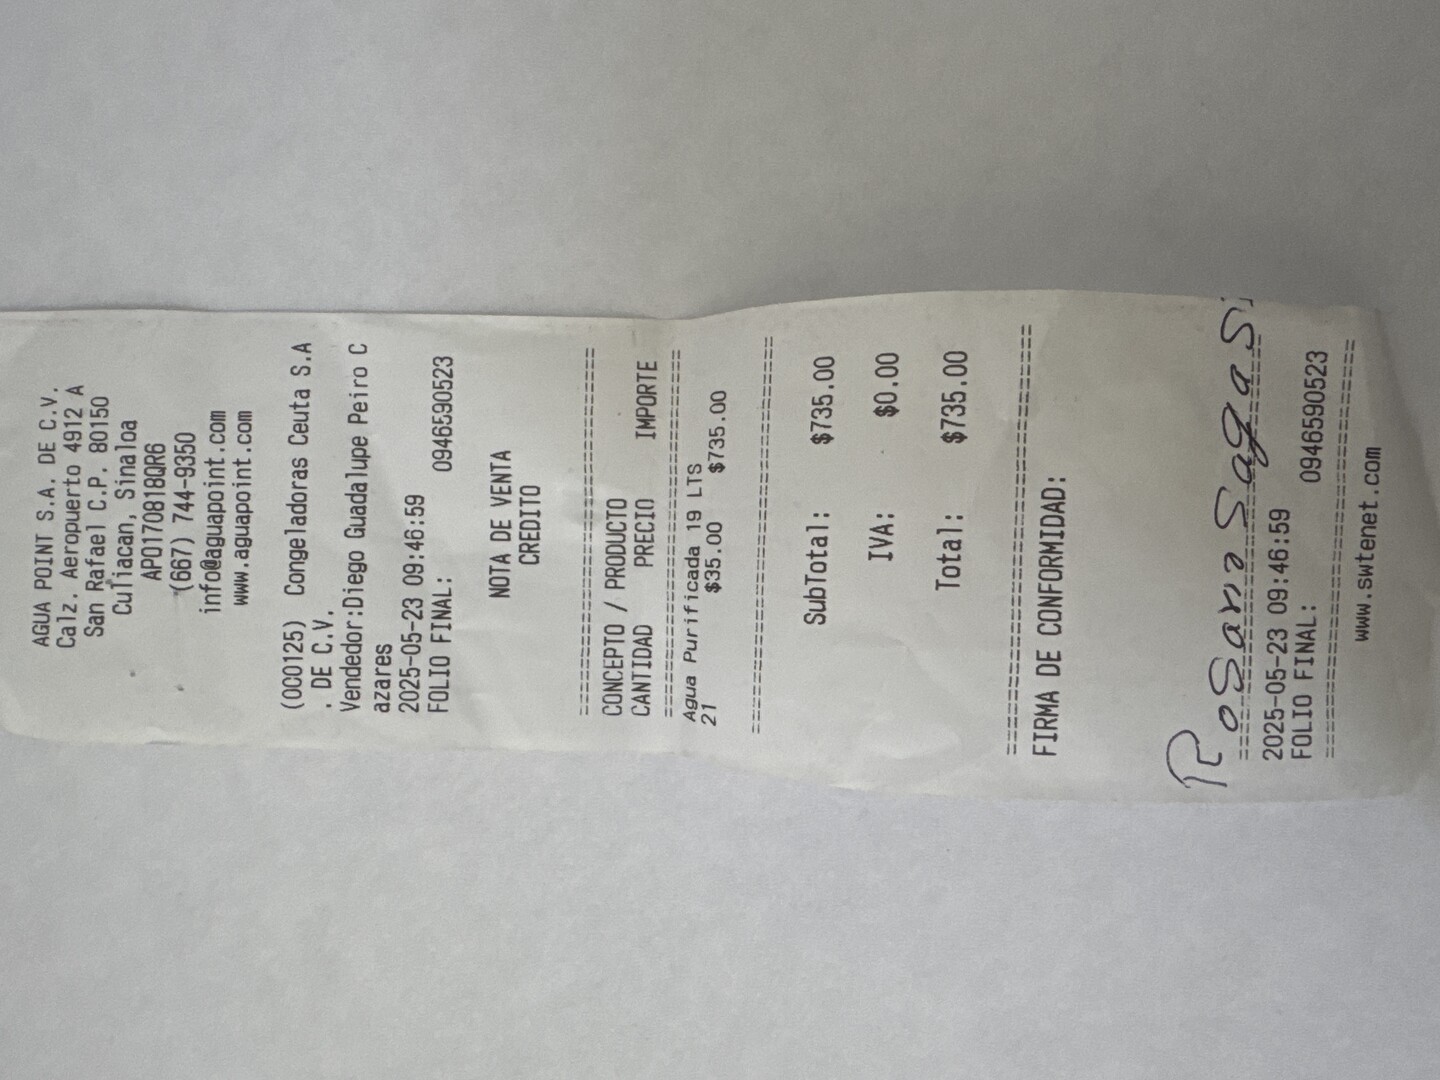 AGUA POINT S.A. DE C.V.
Calz. Aeropuerto 4912 A
San Rafael C.P. 80150
Culiacan, Sinaloa
APO170818QR6
(667) 744-9350
info@aguapoint.com
www.aguapoint.com
(000125) Congeladoras Ceuta S.A
. DE C.V.
Vendedor:Diego Guadalupe Peiro C
azares
2025-05-23 09:46:59
FOLIO FINAL: 0946590523
NOTA DE VENTA
CREDITO
================================
CONCEPTO / PRODUCTO
CANTIDAD PRECIO IMPORTE
================================
Agua Purificada 19 LTS
21 $35.00 $735.00
================================
SubTotal: $735.00
IVA: $0.00
Total: $735.00
================================
FIRMA DE CONFORMIDAD:
Rosario
================================
2025-05-23 09:46:59
FOLIO FINAL: 0946590523
================================
www.swtenet.com